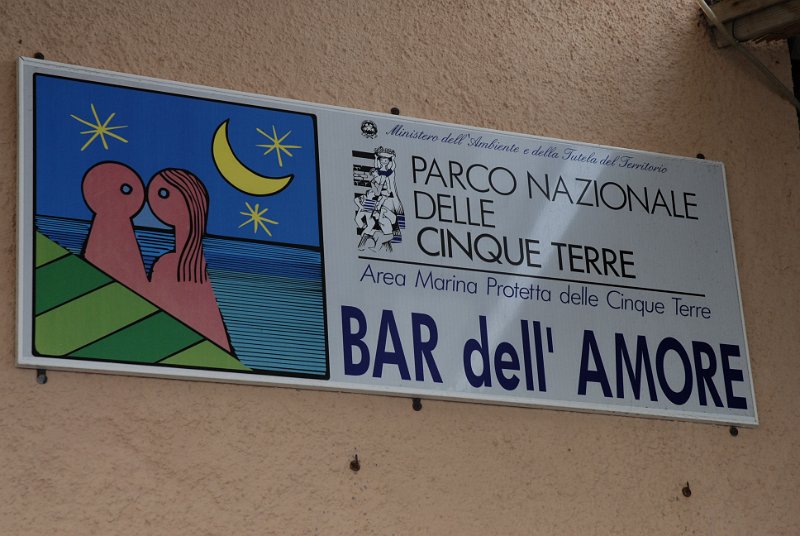 Ministero dell'Ambiente e della Tutela del Territorio
PARCO NAZIONALE
DELLE
CINQUE TERRE
Area Marina Protetta delle Cinque Terre
BAR dell' AMORE